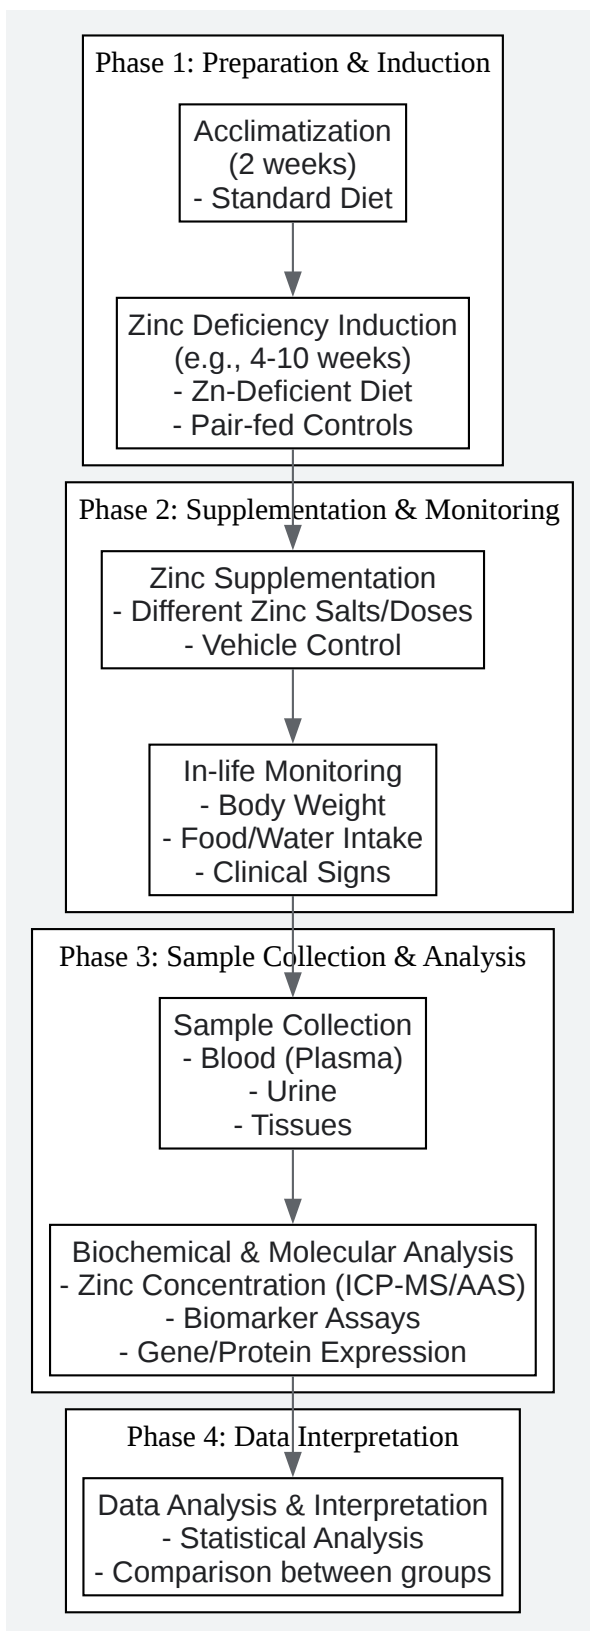 Phase 1: Preparation & Induction
Acclimatization
(2 weeks)
- Standard Diet
Zinc Deficiency Induction
(e.g., 4-10 weeks)
- Zn-Deficient Diet
- Pair-fed Controls
Phase 2: Supplementation & Monitoring
Zinc Supplementation
- Different Zinc Salts/Doses
- Vehicle Control
In-life Monitoring
- Body Weight
- Food/Water Intake
- Clinical Signs
Phase 3: Sample Collection & Analysis
Sample Collection
- Blood (Plasma)
- Urine
- Tissues
Biochemical & Molecular Analysis
- Zinc Concentration (ICP-MS/AAS)
- Biomarker Assays
- Gene/Protein Expression
Phase 4: Data Interpretation
Data Analysis & Interpretation
- Statistical Analysis
- Comparison between groups